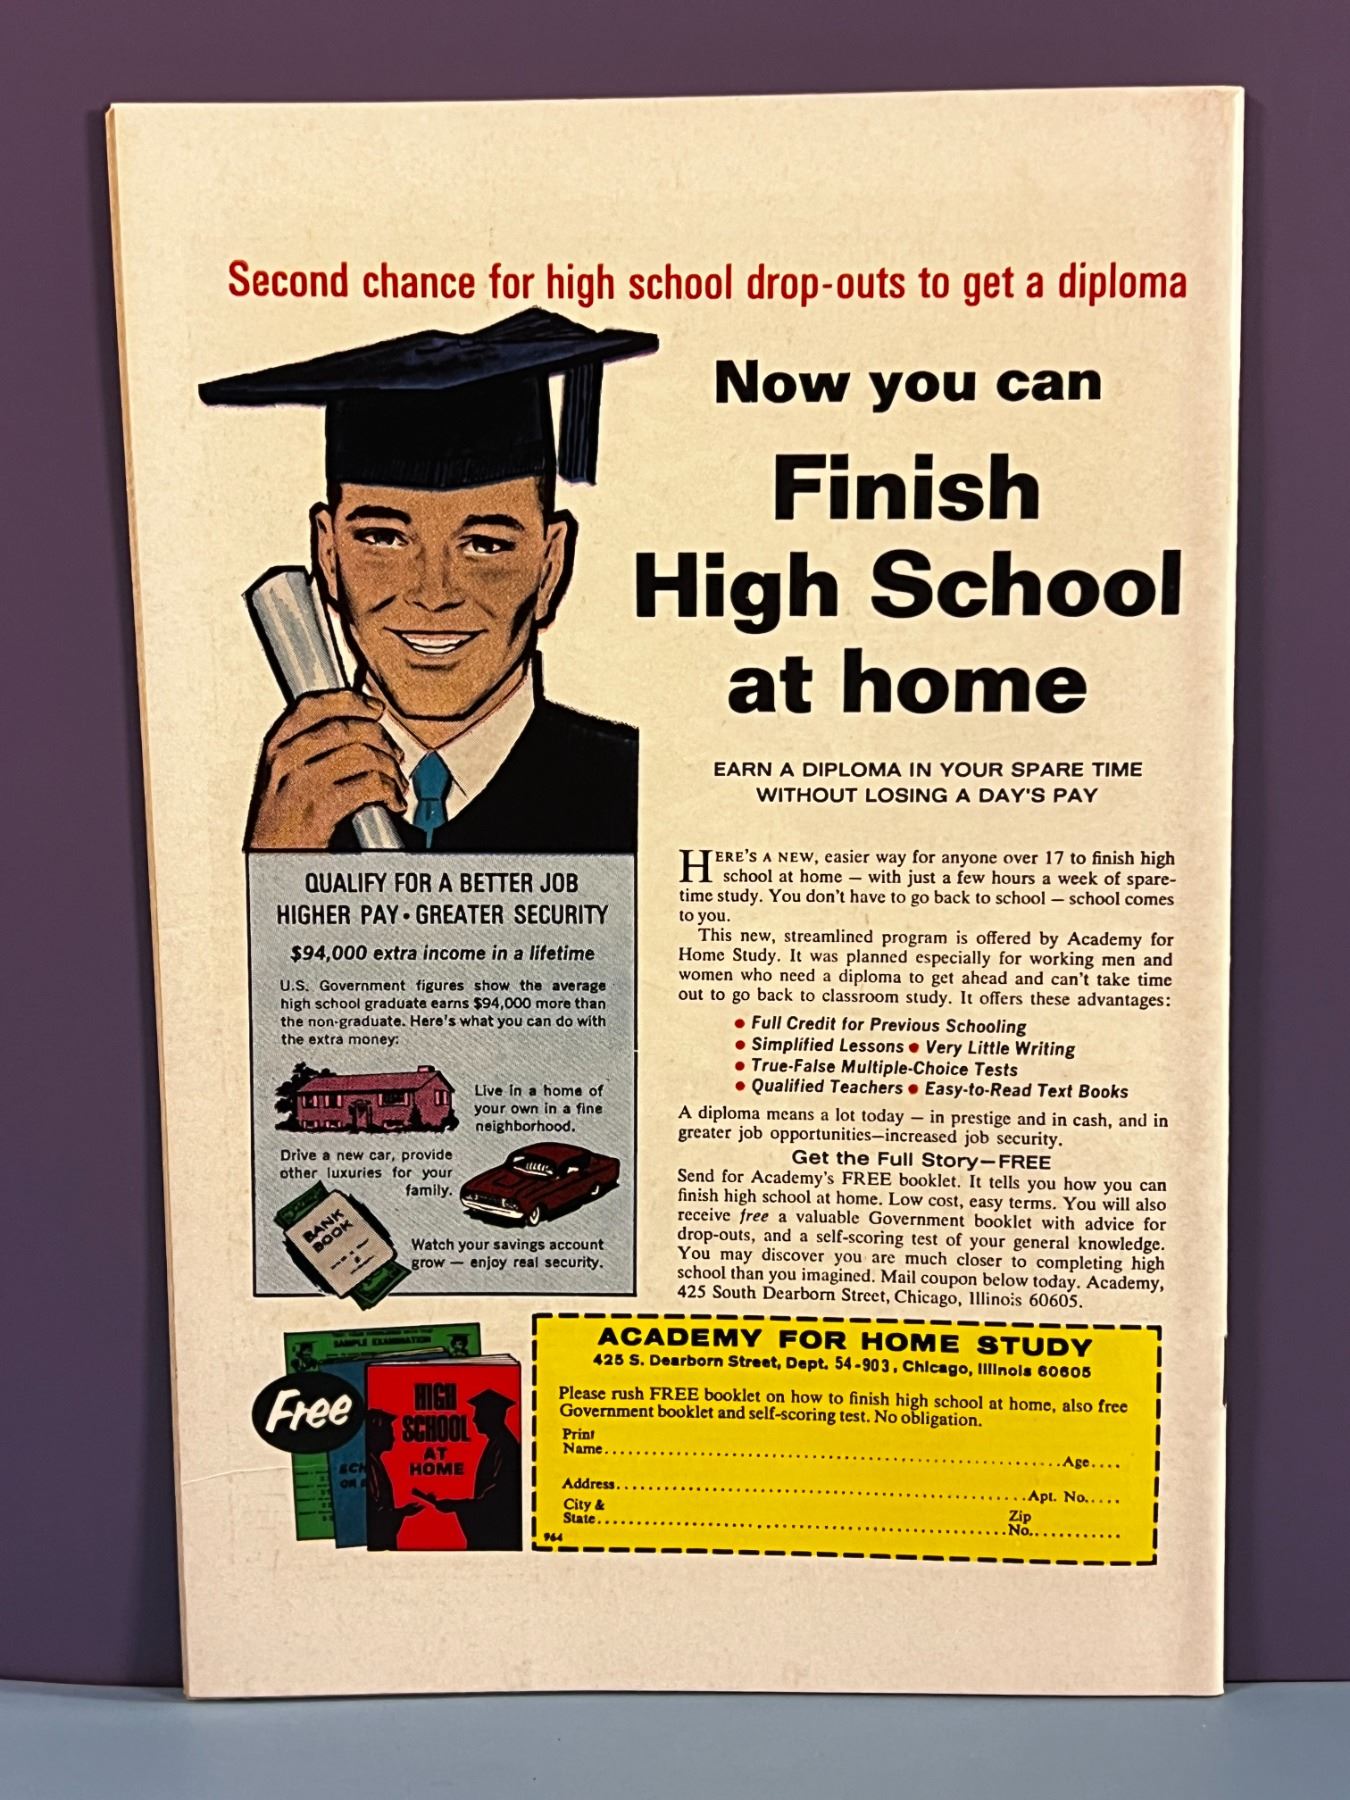 Second chance for high school drop-outs to get a diploma
Now you can
Finish
High School
at home
EARN A DIPLOMA IN YOUR SPARE TIME
WITHOUT LOSING A DAY'S PAY
HERE'S A NEW, easier way for anyone over 17 to finish high
school at home — with just a few hours a week of spare-
time study. You don't have to go back to school — school comes
to you.
This new, streamlined program is offered by Academy for
Home Study. It was planned especially for working men and
women who need a diploma to get ahead and can't take time
out to go back to classroom study. It offers these advantages:
• Full Credit for Previous Schooling
• Simplified Lessons • Very Little Writing
• True-False Multiple-Choice Tests
• Qualified Teachers • Easy-to-Read Text Books
A diploma means a lot today — in prestige and in cash, and in
greater job opportunities—increased job security.
Get the Full Story—FREE
Send for Academy's FREE booklet. It tells you how you can
finish high school at home. Low cost, easy terms. You will also
receive free a valuable Government booklet with advice for
drop-outs, and a self-scoring test of your general knowledge.
You may discover you are much closer to completing high
school than you imagined. Mail coupon below today. Academy,
425 South Dearborn Street, Chicago, Illinois 60605.
QUALIFY FOR A BETTER JOB
HIGHER PAY • GREATER SECURITY
$94,000 extra income in a lifetime
U.S. Government figures show the average
high school graduate earns $94,000 more than
the non-graduate. Here's what you can do with
the extra money:
Live in a home of
your own in a fine
neighborhood.
Drive a new car, provide
other luxuries for your
family.
BANK
BOOK
Watch your savings account
grow — enjoy real security.
SAMPLE EXAMINATION
Free
HIGH
SCHOOL
AT
HOME
ACADEMY FOR HOME STUDY
425 S. Dearborn Street, Dept. 54-903, Chicago, Illinois 60605
Please rush FREE booklet on how to finish high school at home, also free
Government booklet and self-scoring test. No obligation.
Print
Name..........Age....
Address..........Apt. No.....
City &
State..........Zip
No............
964